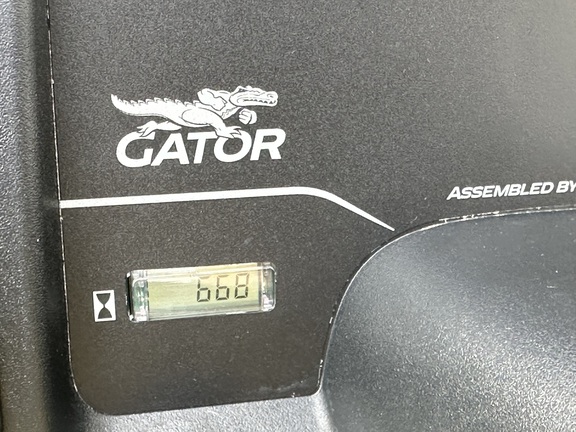 GATOR
ASSEMBLED BY
668